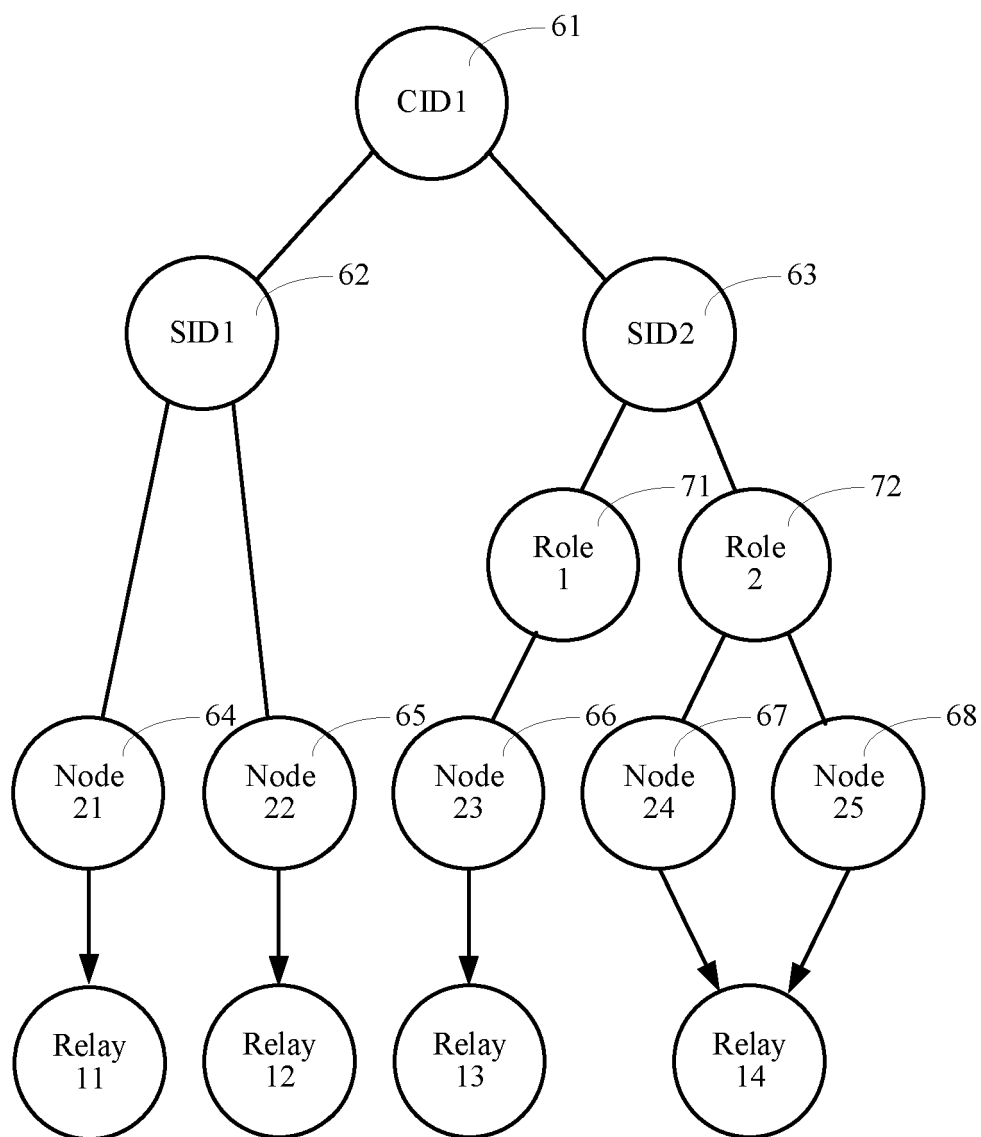 61
CID1
62
63
SID1
SID2
71
72
Role
1
Role
2
64
65
66
67
68
Node
21
Node
22
Node
23
Node
24
Node
25
Relay
11
Relay
12
Relay
13
Relay
14